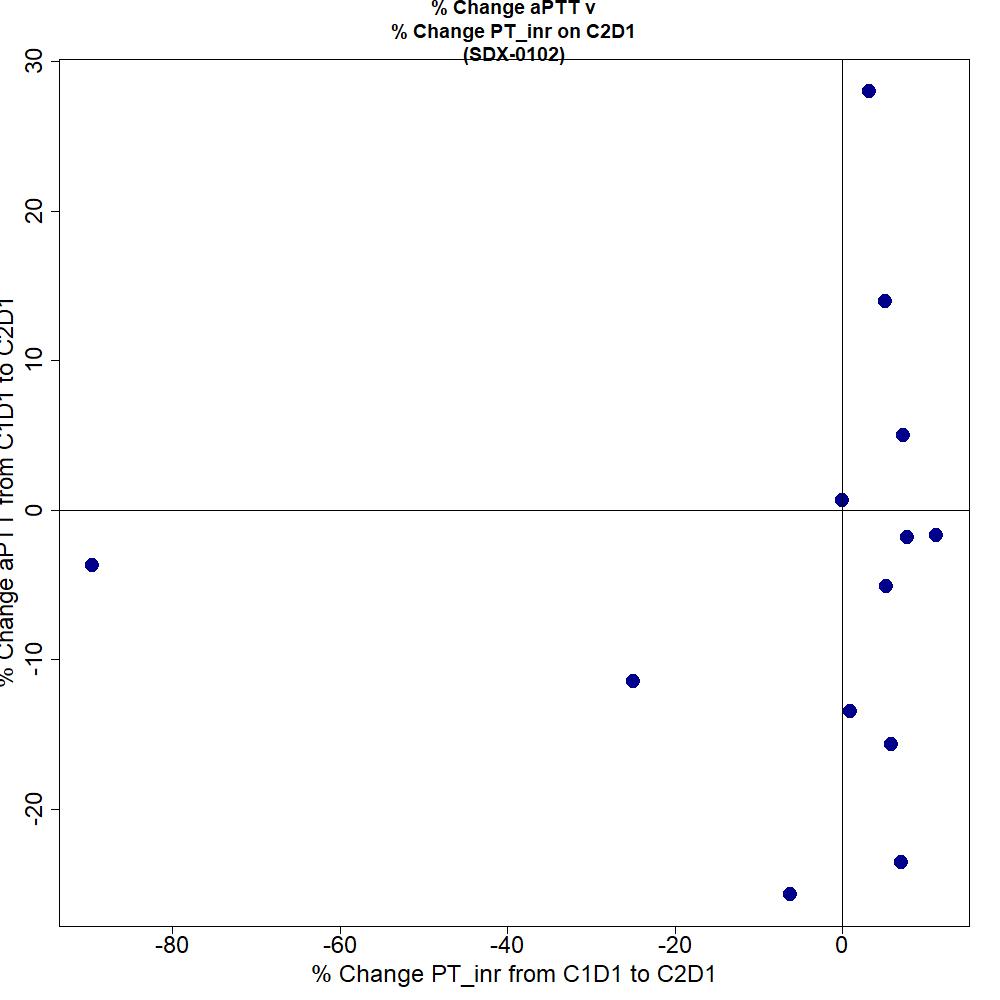 % Change aPTT v
% Change PT_inr on C2D1
(SDX-0102)
% Change aPTT from C1D1 to C2D1
30
20
10
0
-10
-20
-80
-60
-40
-20
0
% Change PT_inr from C1D1 to C2D1